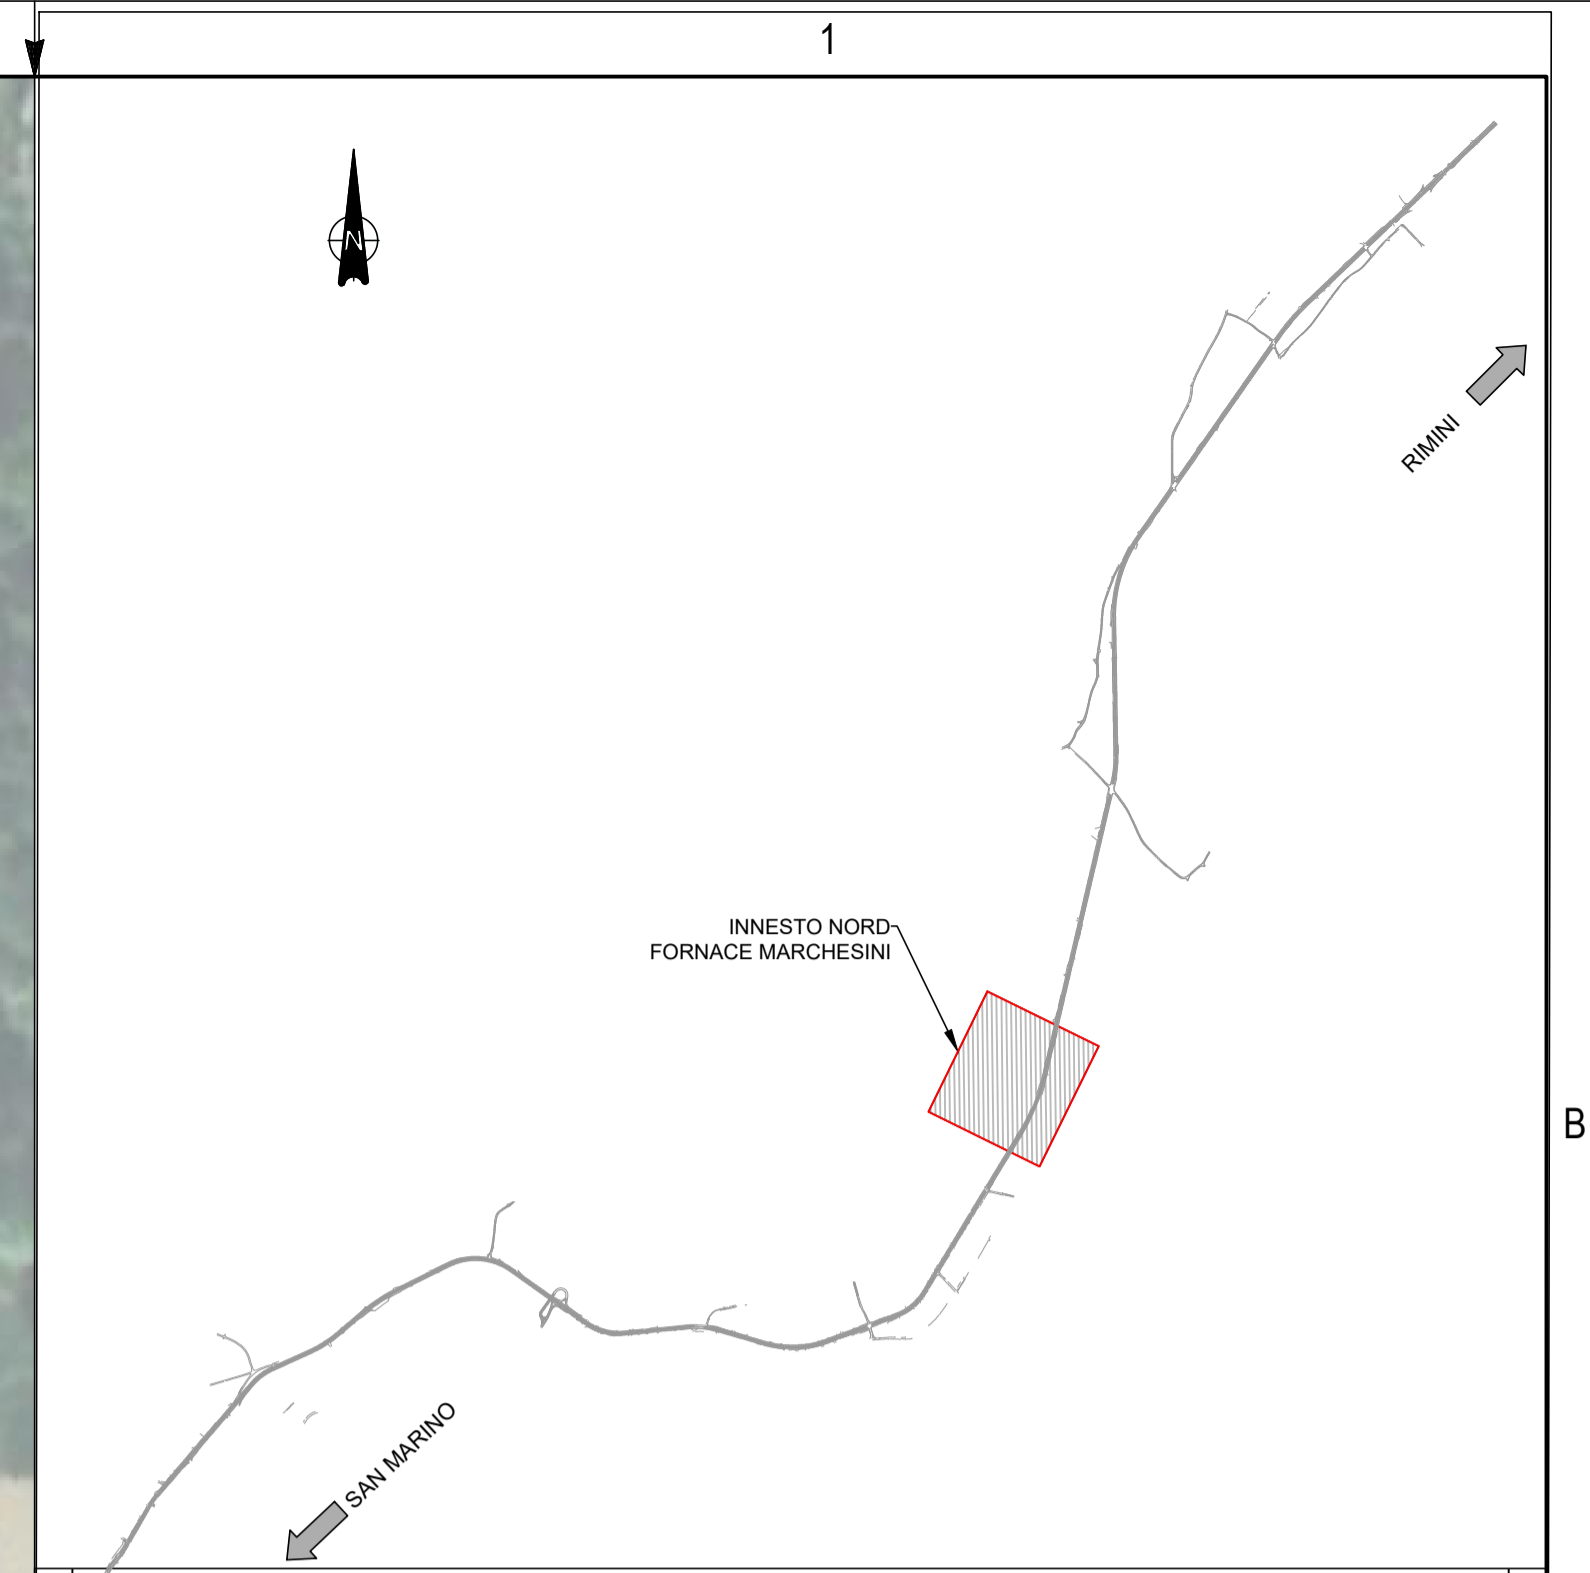 1
N
RIMINI
INNESTO NORD
FORNACE MARCHESINI
B
SAN MARINO